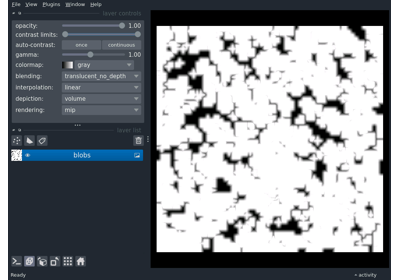 File View Plugins Window Help
layer controls
opacity: 1.00
contrast limits:
auto-contrast: once continuous
gamma: 1.00
colormap: gray
blending: translucent_no_depth
interpolation: linear
depiction: volume
rendering: mip
layer list
blobs
Ready activity